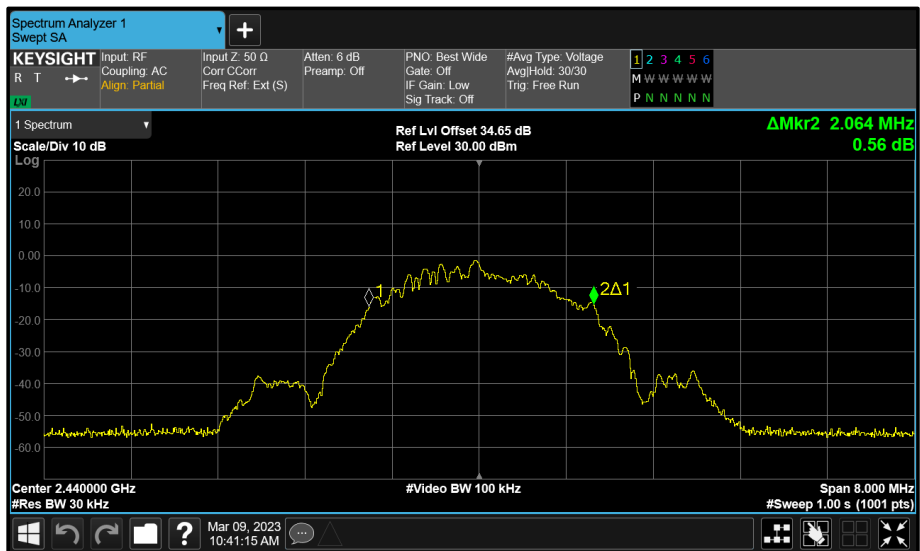 Spectrum Analyzer 1
Swept SA
KEYSIGHT
R T
LXI
Input: RF
Coupling: AC
Align: Partial
Input Z: 50 Ω
Corr CCorr
Freq Ref: Ext (S)
Atten: 6 dB
Preamp: Off
PNO: Best Wide
Gate: Off
IF Gain: Low
Sig Track: Off
#Avg Type: Voltage
Avg|Hold: 30/30
Trig: Free Run
1 2 3 4 5 6
M W W W W W
P N N N N N
1 Spectrum
Scale/Div 10 dB
Ref Lvl Offset 34.65 dB
Ref Level 30.00 dBm
ΔMkr2 2.064 MHz
0.56 dB
Log
20.0
10.0
0.00
-10.0
-20.0
-30.0
-40.0
-50.0
-60.0
1
2Δ1
Center 2.440000 GHz
#Res BW 30 kHz
#Video BW 100 kHz
Span 8.000 MHz
#Sweep 1.00 s (1001 pts)
?
Mar 09, 2023
10:41:15 AM